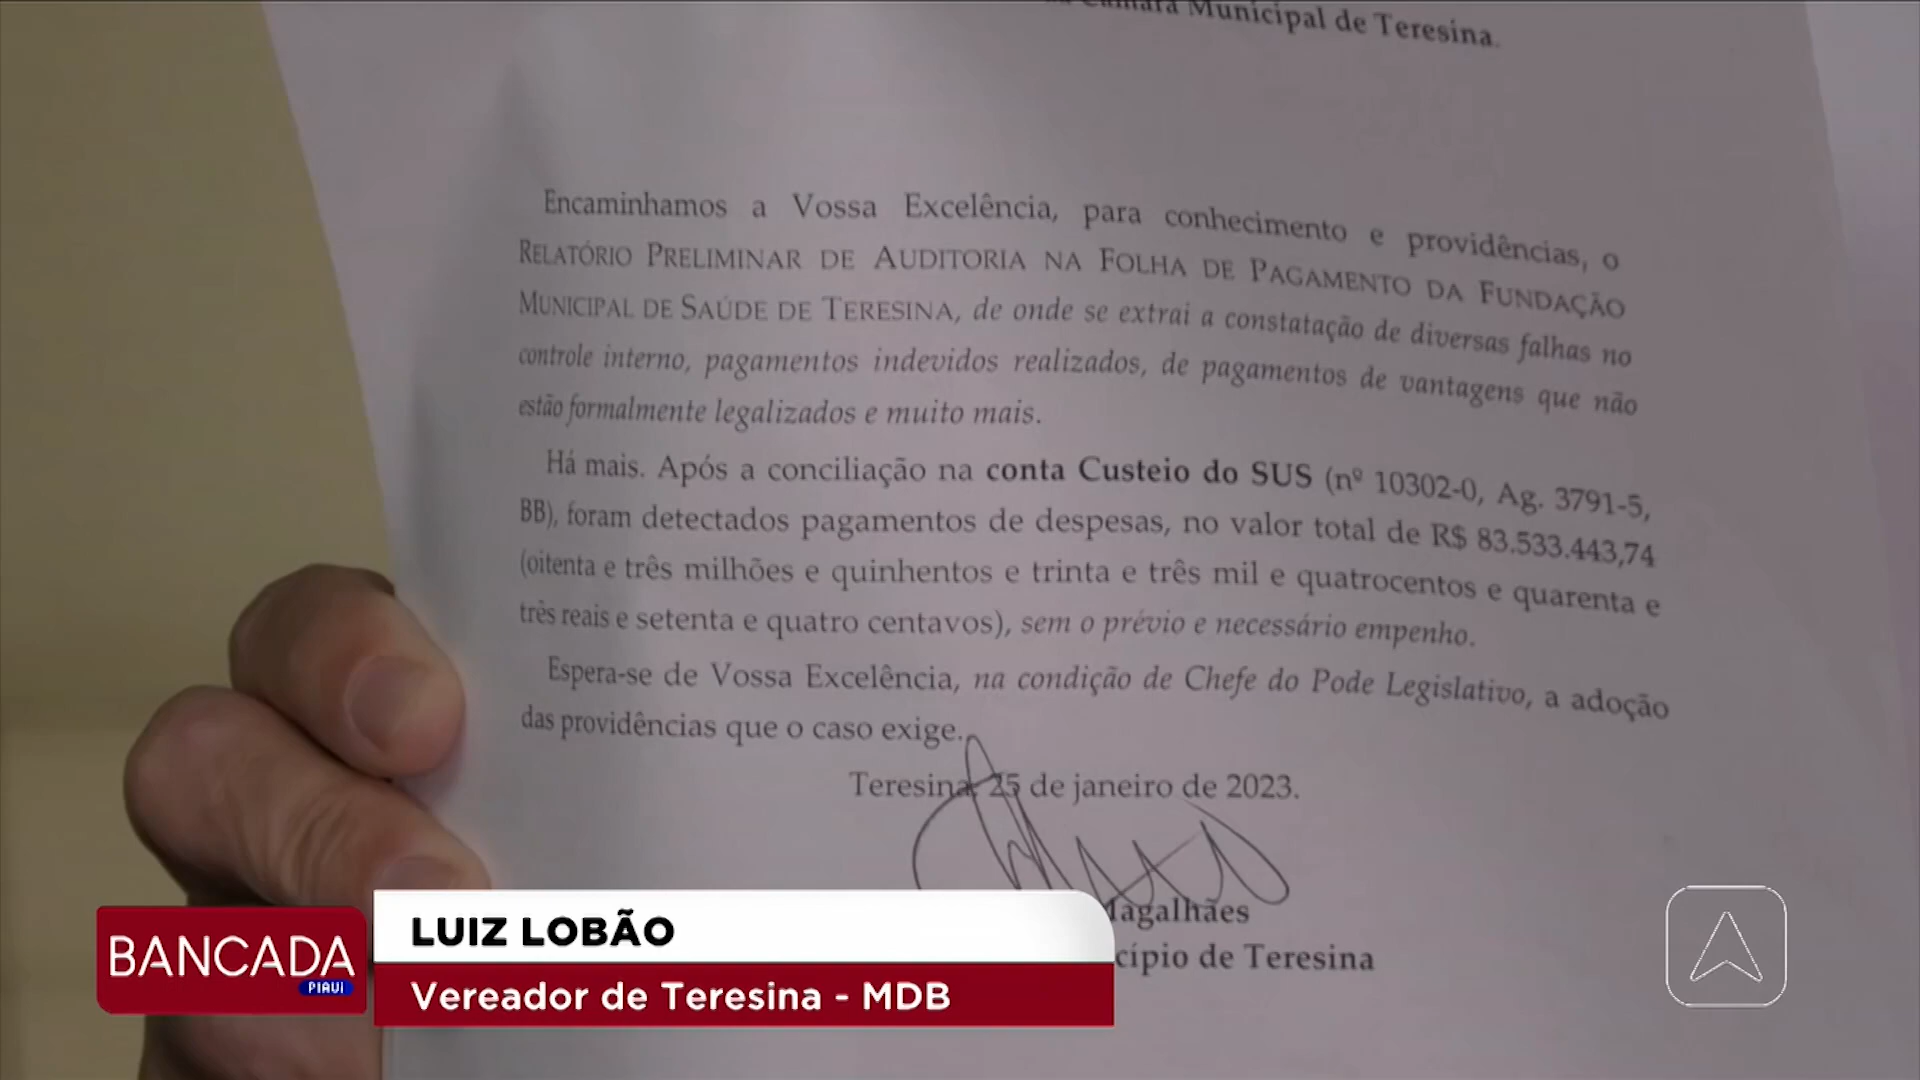 Câmara Municipal de Teresina.
Encaminhamos a Vossa Excelência, para conhecimento e providências, o
RELATÓRIO PRELIMINAR DE AUDITORIA NA FOLHA DE PAGAMENTO DA FUNDAÇÃO
MUNICIPAL DE SAÚDE DE TERESINA, de onde se extrai a constatação de diversas falhas no
controle interno, pagamentos indevidos realizados, de pagamentos de vantagens que não
estão formalmente legalizados e muito mais.
Há mais. Após a conciliação na conta Custeio do SUS (nº 10302-0, Ag. 3791-5,
BB), foram detectados pagamentos de despesas, no valor total de R$ 83.533.443,74
(oitenta e três milhões e quinhentos e trinta e três mil e quatrocentos e quarenta e
três reais e setenta e quatro centavos), sem o prévio e necessário empenho.
Espera-se de Vossa Excelência, na condição de Chefe do Pode Legislativo, a adoção
das providências que o caso exige.
Teresina, 25 de janeiro de 2023.
Magalhães
cípio de Teresina
BANCADA
PIAUÍ
LUIZ LOBÃO
Vereador de Teresina - MDB